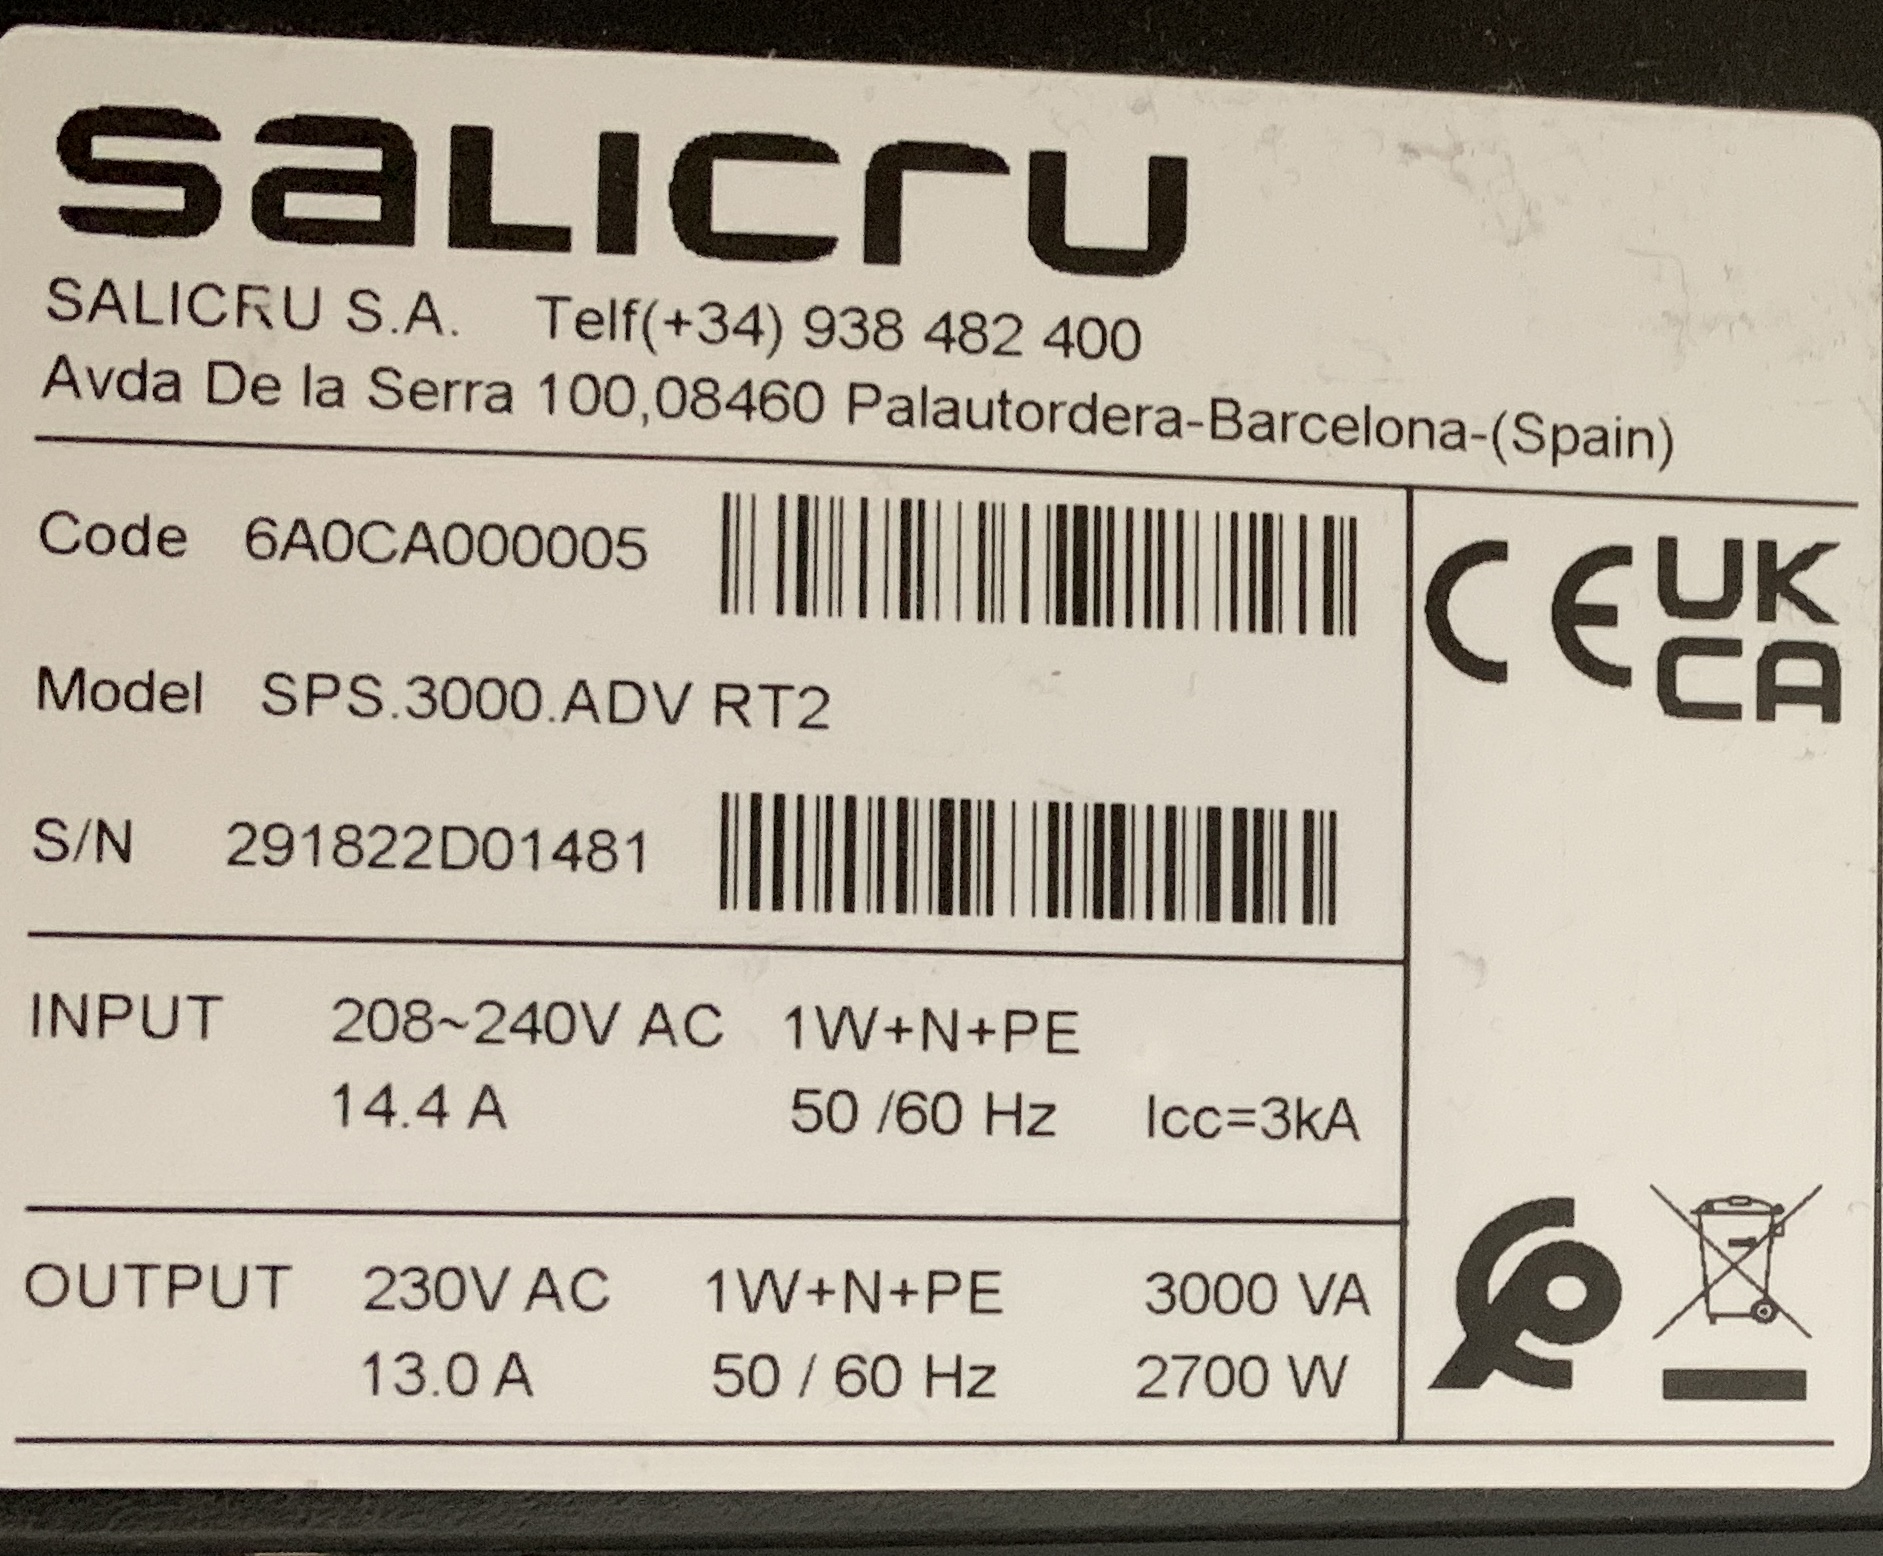 SALICRU
SALICRU S.A. Telf(+34) 938 482 400
Avda De la Serra 100,08460 Palautordera-Barcelona-(Spain)
Code 6A0CA000005
CE UK CA
Model SPS.3000.ADV RT2
S/N 291822D01481
INPUT 208~240V AC 1W+N+PE
14.4 A 50 /60 Hz Icc=3kA
OUTPUT 230V AC 1W+N+PE 3000 VA
13.0 A 50 / 60 Hz 2700 W